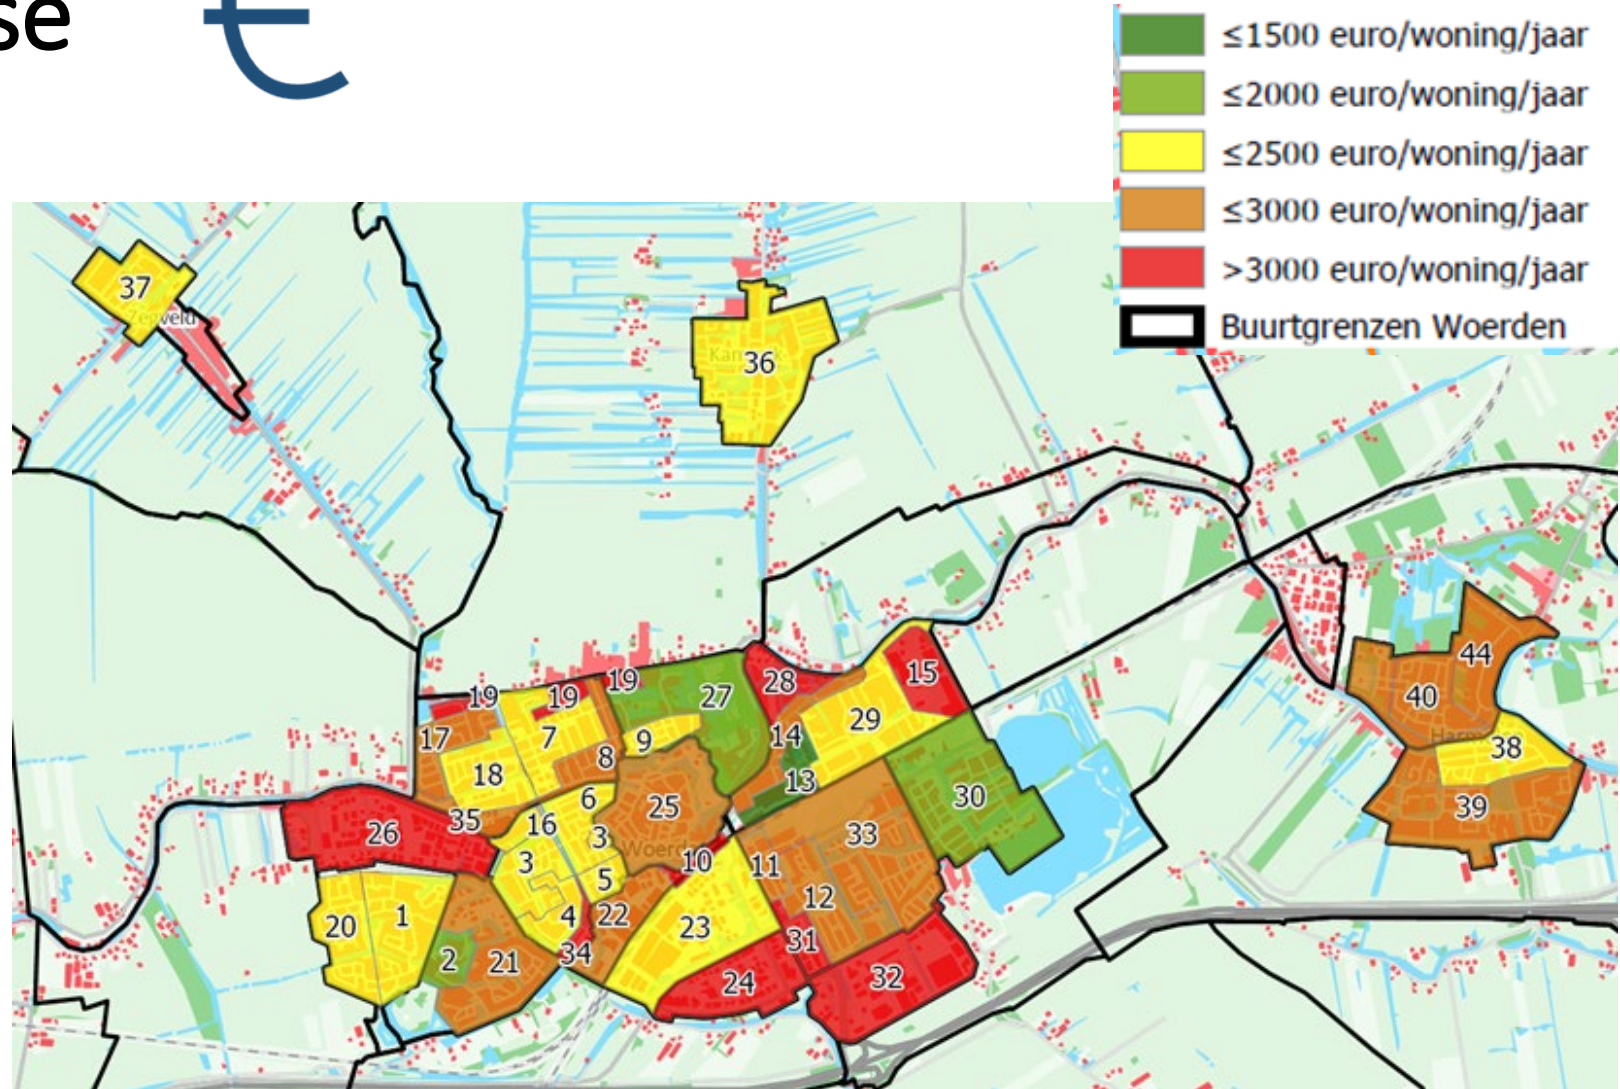 se €
≤1500 euro/woning/jaar
≤2000 euro/woning/jaar
≤2500 euro/woning/jaar
≤3000 euro/woning/jaar
>3000 euro/woning/jaar
Buurtgrenzen Woerden
37
Zegveld
36
44
40
38
39
19 19 19 27 28 15
17 7 9 14 29
18 8 13 30
6 25
26 35 16 3 33
3 10 11
5 12
20 1 4 22 23 31
2 21 34 24 32